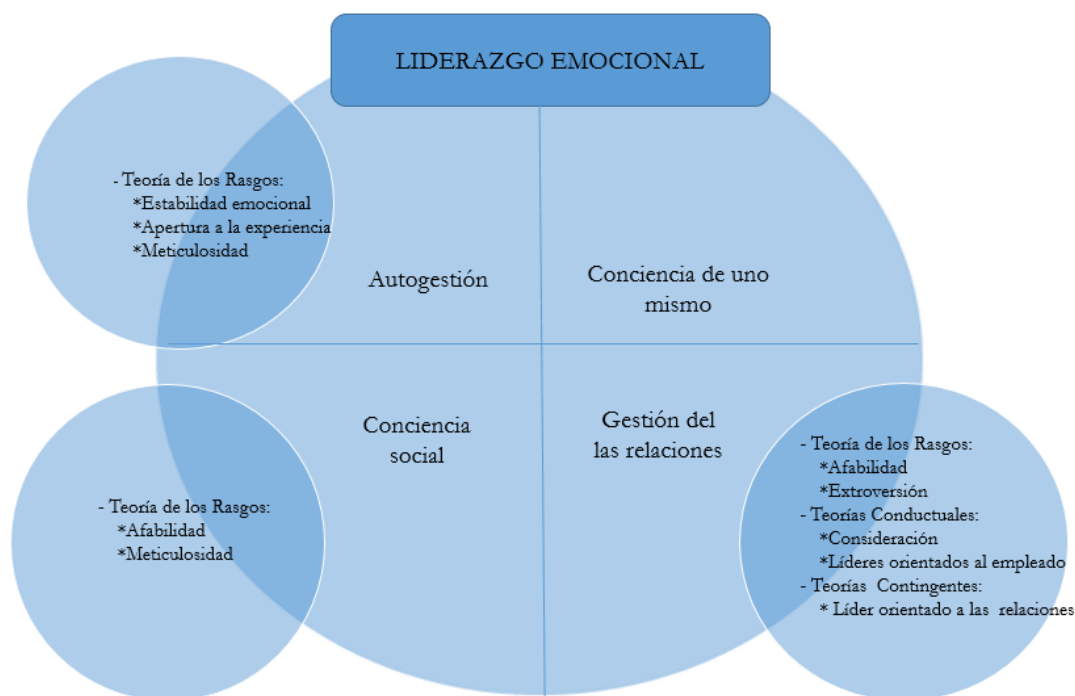 LIDERAZGO EMOCIONAL
- Teoría de los Rasgos:
*Estabilidad emocional
*Apertura a la experiencia
*Meticulosidad
Autogestión
Conciencia de uno
mismo
Conciencia
social
Gestión del
las relaciones
- Teoría de los Rasgos:
*Afabilidad
*Meticulosidad
- Teoría de los Rasgos:
*Afabilidad
*Extroversión
- Teorías Conductuales:
*Consideración
*Líderes orientados al empleado
- Teorías Contingentes:
* Líder orientado a las relaciones